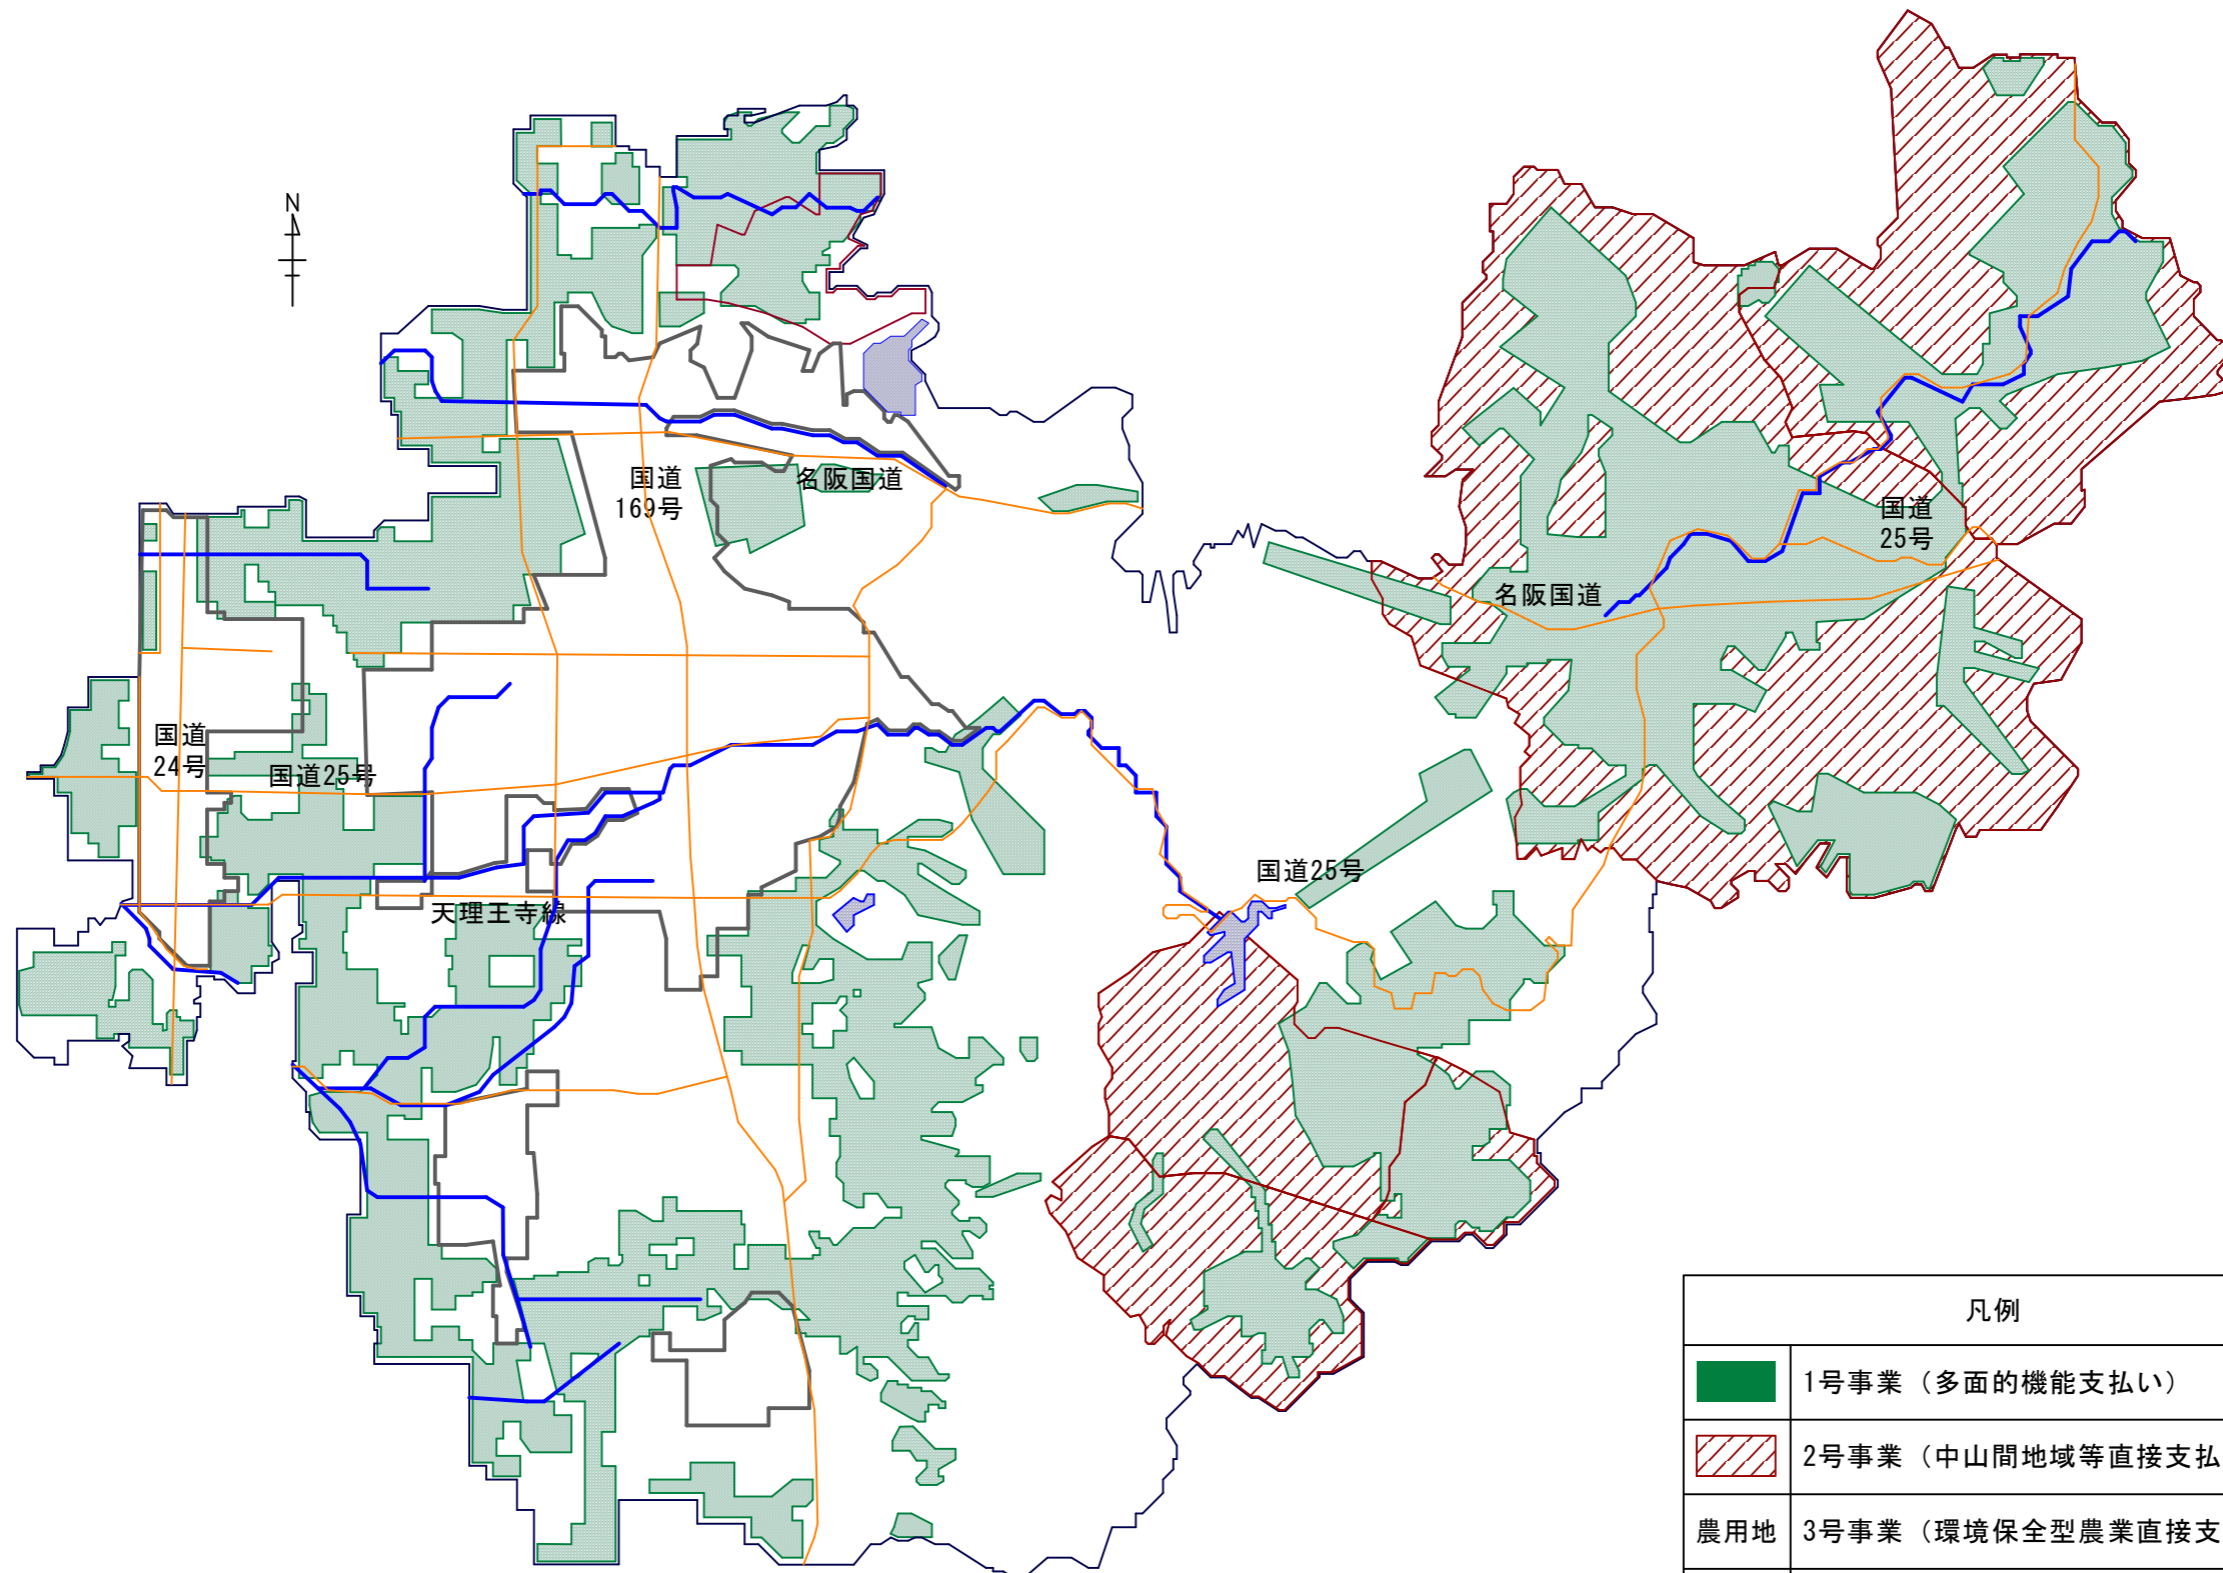 N
国道
169号
名阪国道
国道
25号
名阪国道
国道
24号
国道25号
国道25号
天理王寺線
凡例
1号事業（多面的機能支払い）
2号事業（中山間地域等直接支払
農用地
3号事業（環境保全型農業直接支